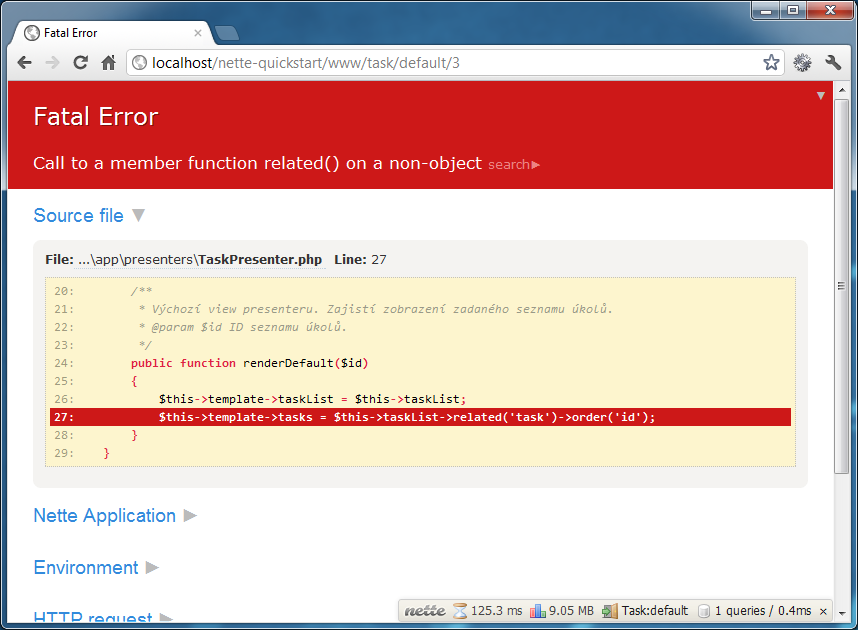 Fatal Error
localhost/nette-quickstart/www/task/default/3
Fatal Error
Call to a member function related() on a non-object search►
Source file ▼
File: ...\app\presenters\TaskPresenter.php Line: 27
20: /**
21: * Výchozí view presenteru. Zajistí zobrazení zadaného seznamu úkolů.
22: * @param $id ID seznamu úkolů.
23: */
24: public function renderDefault($id)
25: {
26: $this->template->taskList = $this->taskList;
27: $this->template->tasks = $this->taskList->related('task')->order('id');
28: }
29: }
Nette Application ►
Environment ►
HTTP request ►
nette 125.3 ms 9.05 MB Task:default 1 queries / 0.4ms ×